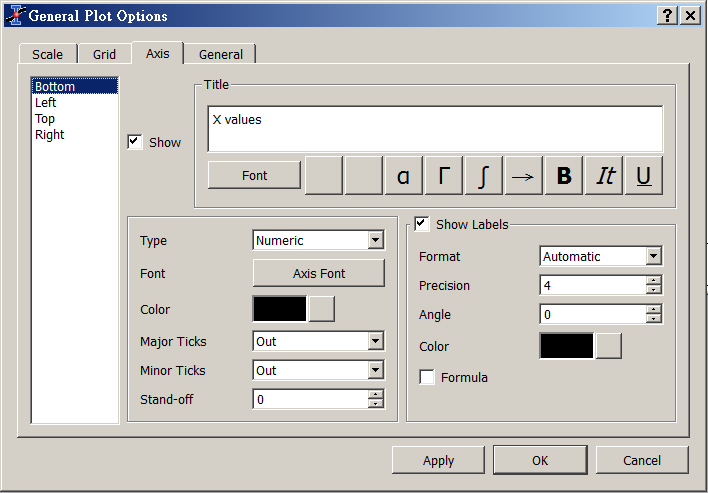 General Plot Options
Scale Grid Axis General
Bottom
Left
Top
Right
Show
Title
X values
Font α Γ ∫ → B It U
Type Numeric
Font Axis Font
Color
Major Ticks Out
Minor Ticks Out
Stand-off 0
Show Labels
Format Automatic
Precision 4
Angle 0
Color
Formula
Apply OK Cancel